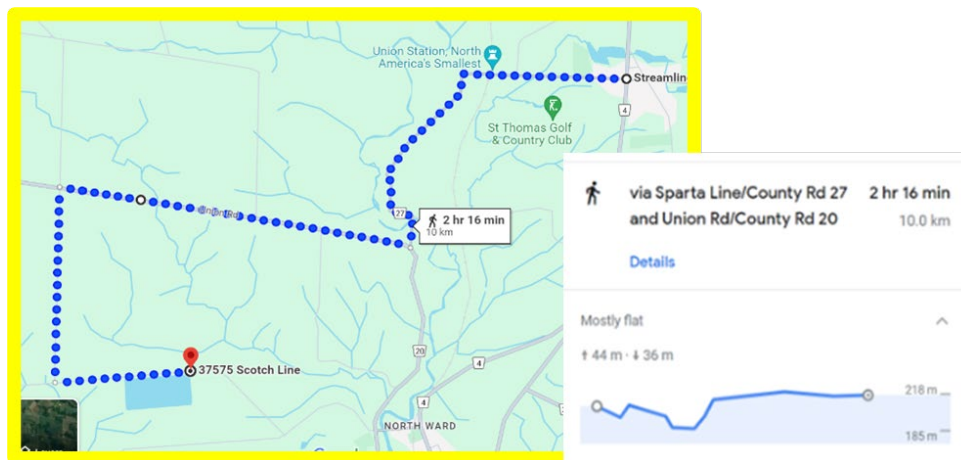 Union Station, North
America's Smallest
Streamlin
4
St Thomas Golf
& Country Club
Union Rd
27
2 hr 16 min
10 km
37575 Scotch Line
20
4
4
NORTH WARD
via Sparta Line/County Rd 27
and Union Rd/County Rd 20
2 hr 16 min
10.0 km
Details
Mostly flat
↑ 44 m · ↓ 36 m
218 m
185 m